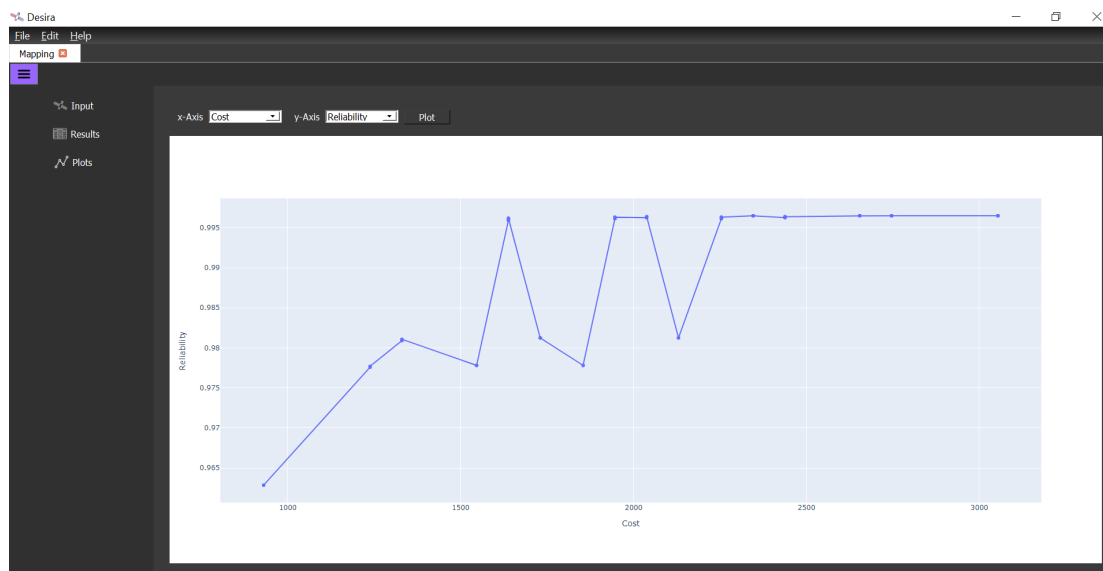 Desira
File Edit Help
Mapping
Input
Results
Plots
x-Axis Cost y-Axis Reliability Plot
0.995
0.99
0.985
0.98
0.975
0.97
0.965
Reliability
1000 1500 2000 2500 3000
Cost